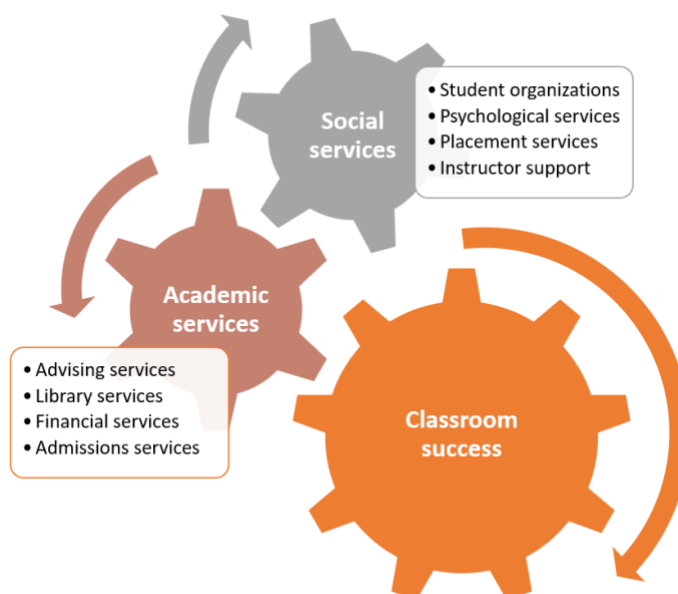 Social
services
• Student organizations
• Psychological services
• Placement services
• Instructor support
Academic
services
• Advising services
• Library services
• Financial services
• Admissions services
Classroom
success